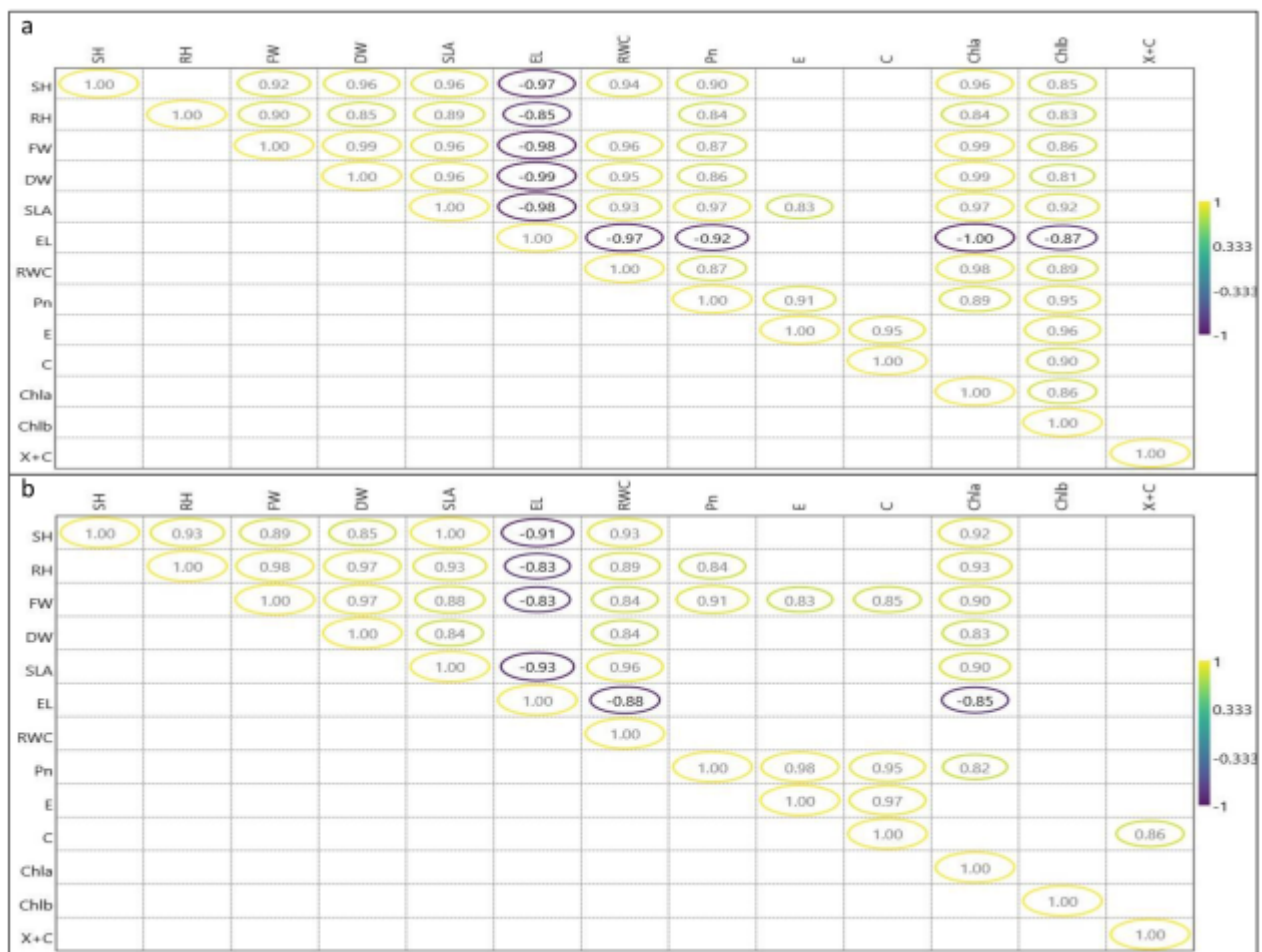 a
SH RH FW DW SLA EL RWC Pn E C Chla Chlb X+C
SH 1.00 0.92 0.96 0.96 -0.97 0.94 0.90 0.96 0.85
RH 1.00 0.90 0.85 0.89 -0.85 0.84 0.84 0.83
FW 1.00 0.99 0.96 -0.98 0.96 0.87 0.99 0.86
DW 1.00 0.96 -0.99 0.95 0.86 0.99 0.81
SLA 1.00 -0.98 0.93 0.97 0.83 0.97 0.92
EL 1.00 -0.97 -0.92 -1.00 -0.87
RWC 1.00 0.87 0.98 0.89
Pn 1.00 0.91 0.89 0.95
E 1.00 0.95 0.96
C 1.00 0.90
Chla 1.00 0.86
Chlb 1.00
X+C 1.00
1
0.333
-0.333
-1
b
SH RH FW DW SLA EL RWC Pn E C Chla Chlb X+C
SH 1.00 0.93 0.89 0.85 1.00 -0.91 0.93 0.92
RH 1.00 0.98 0.97 0.93 -0.83 0.89 0.84 0.93
FW 1.00 0.97 0.88 -0.83 0.84 0.91 0.83 0.85 0.90
DW 1.00 0.84 0.84 0.83
SLA 1.00 -0.93 0.96 0.90
EL 1.00 -0.88 -0.85
RWC 1.00
Pn 1.00 0.98 0.95 0.82
E 1.00 0.97
C 1.00 0.86
Chla 1.00
Chlb 1.00
X+C 1.00
1
0.333
-0.333
-1